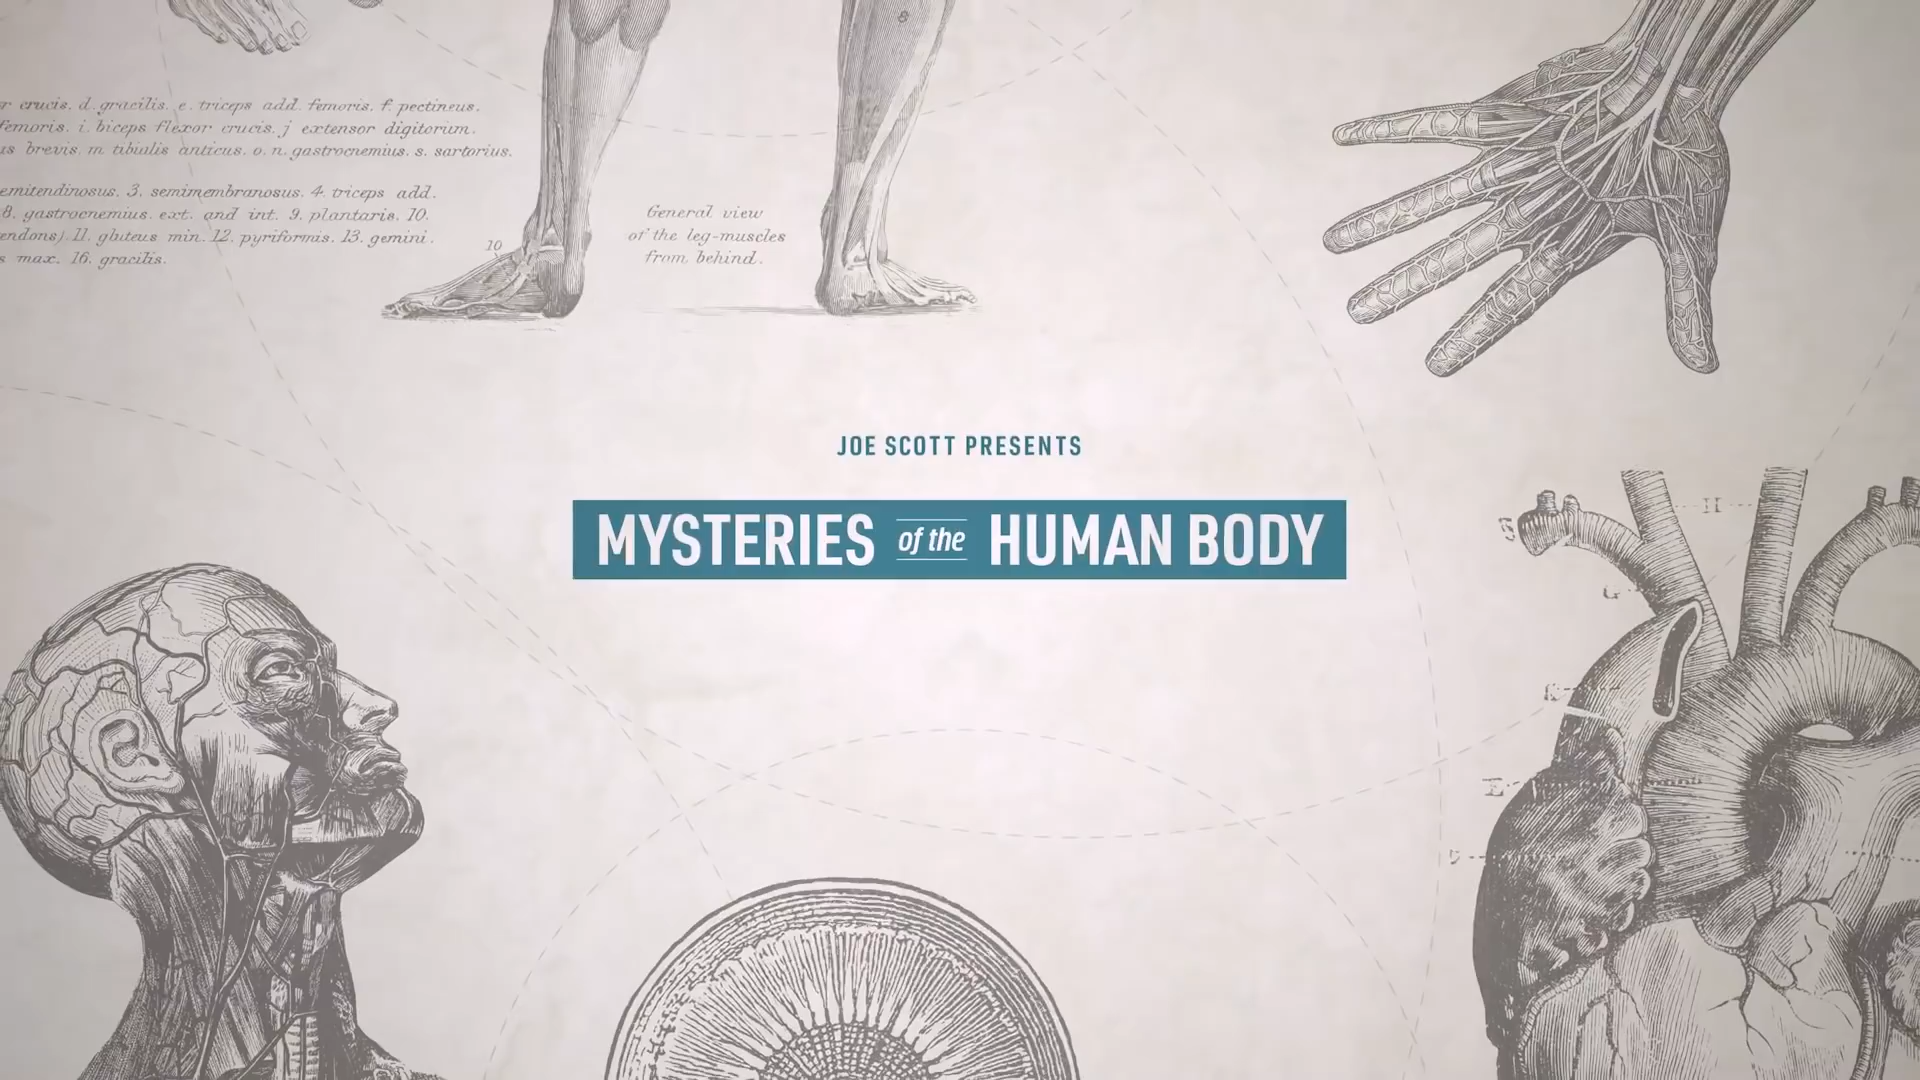 r crucis. d. gracilis. e. triceps add. femoris. f. pectineus.
femoris. i. biceps flexor crucis. j extensor digitorum.
us brevis. m tibialis anticus. o. n. gastrocnemius. s. sartorius.
emitendinosus. 3. semimembranosus. 4. triceps add.
8. gastrocnemius. ext. and int. 9. plantaris. 10.
endons). 11. gluteus min. 12. pyriformis. 13. gemini.
s max. 16. gracilis.
8
10
General view
of the leg-muscles
from behind.
JOE SCOTT PRESENTS
MYSTERIES of the HUMAN BODY
H
G
E